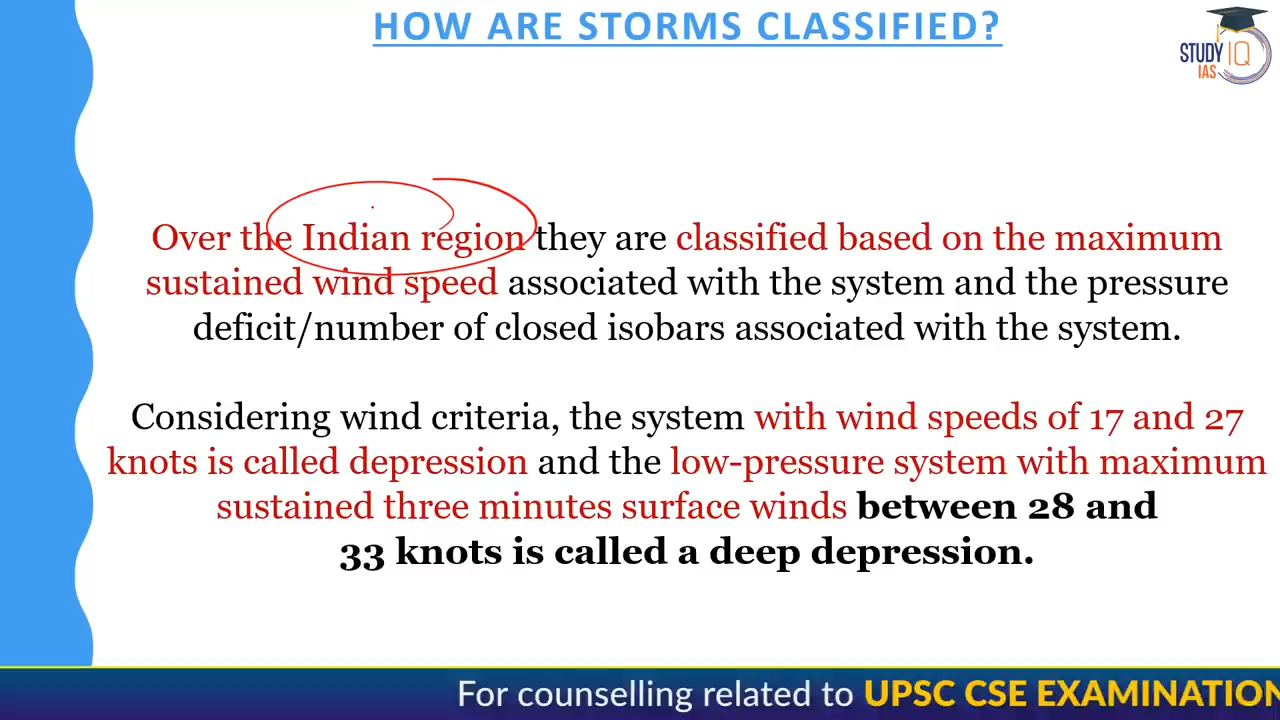 HOW ARE STORMS CLASSIFIED?
STUDY IQ
IAS
Over the Indian region they are classified based on the maximum
sustained wind speed associated with the system and the pressure
deficit/number of closed isobars associated with the system.
Considering wind criteria, the system with wind speeds of 17 and 27
knots is called depression and the low-pressure system with maximum
sustained three minutes surface winds between 28 and
33 knots is called a deep depression.
For counselling related to UPSC CSE EXAMINATION